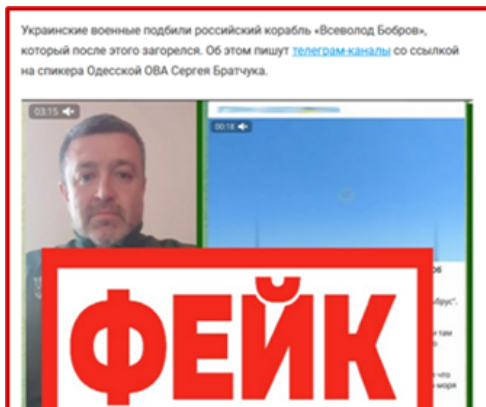 Украинские военные подбили российский корабль «Всеволод Бобров»,
который после этого загорелся. Об этом пишут телеграм-каналы со ссылкой
на спикера Одесской ОВА Сергея Братчука.
03:15
00:18
ФЕЙК